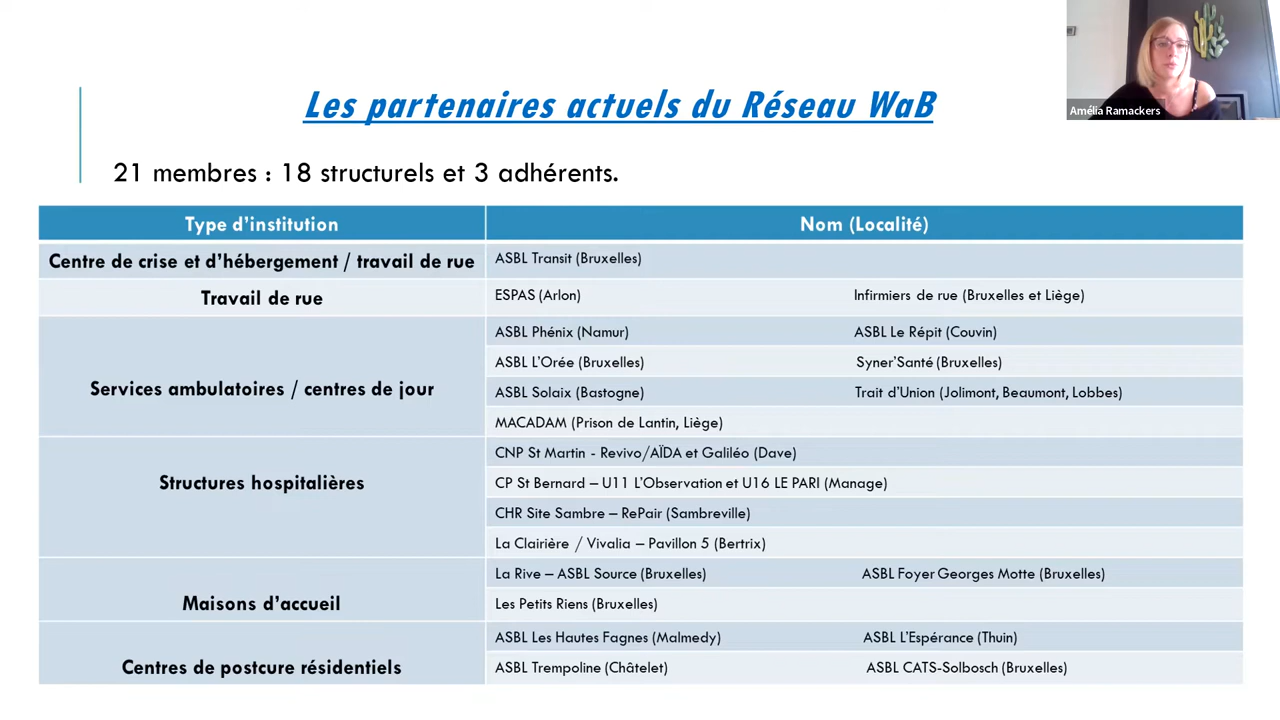 Les partenaires actuels du Réseau WaB
Amélia Ramackers
21 membres : 18 structurels et 3 adhérents.
Type d’institution Nom (Localité)
Centre de crise et d’hébergement / travail de rue ASBL Transit (Bruxelles)
Travail de rue ESPAS (Arlon) Infirmiers de rue (Bruxelles et Liège)
Services ambulatoires / centres de jour
ASBL Phénix (Namur) ASBL Le Répit (Couvin)
ASBL L’Orée (Bruxelles) Syner’Santé (Bruxelles)
ASBL Solaix (Bastogne) Trait d’Union (Jolimont, Beaumont, Lobbes)
MACADAM (Prison de Lantin, Liège)
Structures hospitalières
CNP St Martin - Revivo/AÏDA et Galiléo (Dave)
CP St Bernard – U11 L’Observation et U16 LE PARI (Manage)
CHR Site Sambre – RePair (Sambreville)
La Clairière / Vivalia – Pavillon 5 (Bertrix)
Maisons d’accueil
La Rive – ASBL Source (Bruxelles) ASBL Foyer Georges Motte (Bruxelles)
Les Petits Riens (Bruxelles)
Centres de postcure résidentiels
ASBL Les Hautes Fagnes (Malmedy) ASBL L’Espérance (Thuin)
ASBL Trempoline (Châtelet) ASBL CATS-Solbosch (Bruxelles)